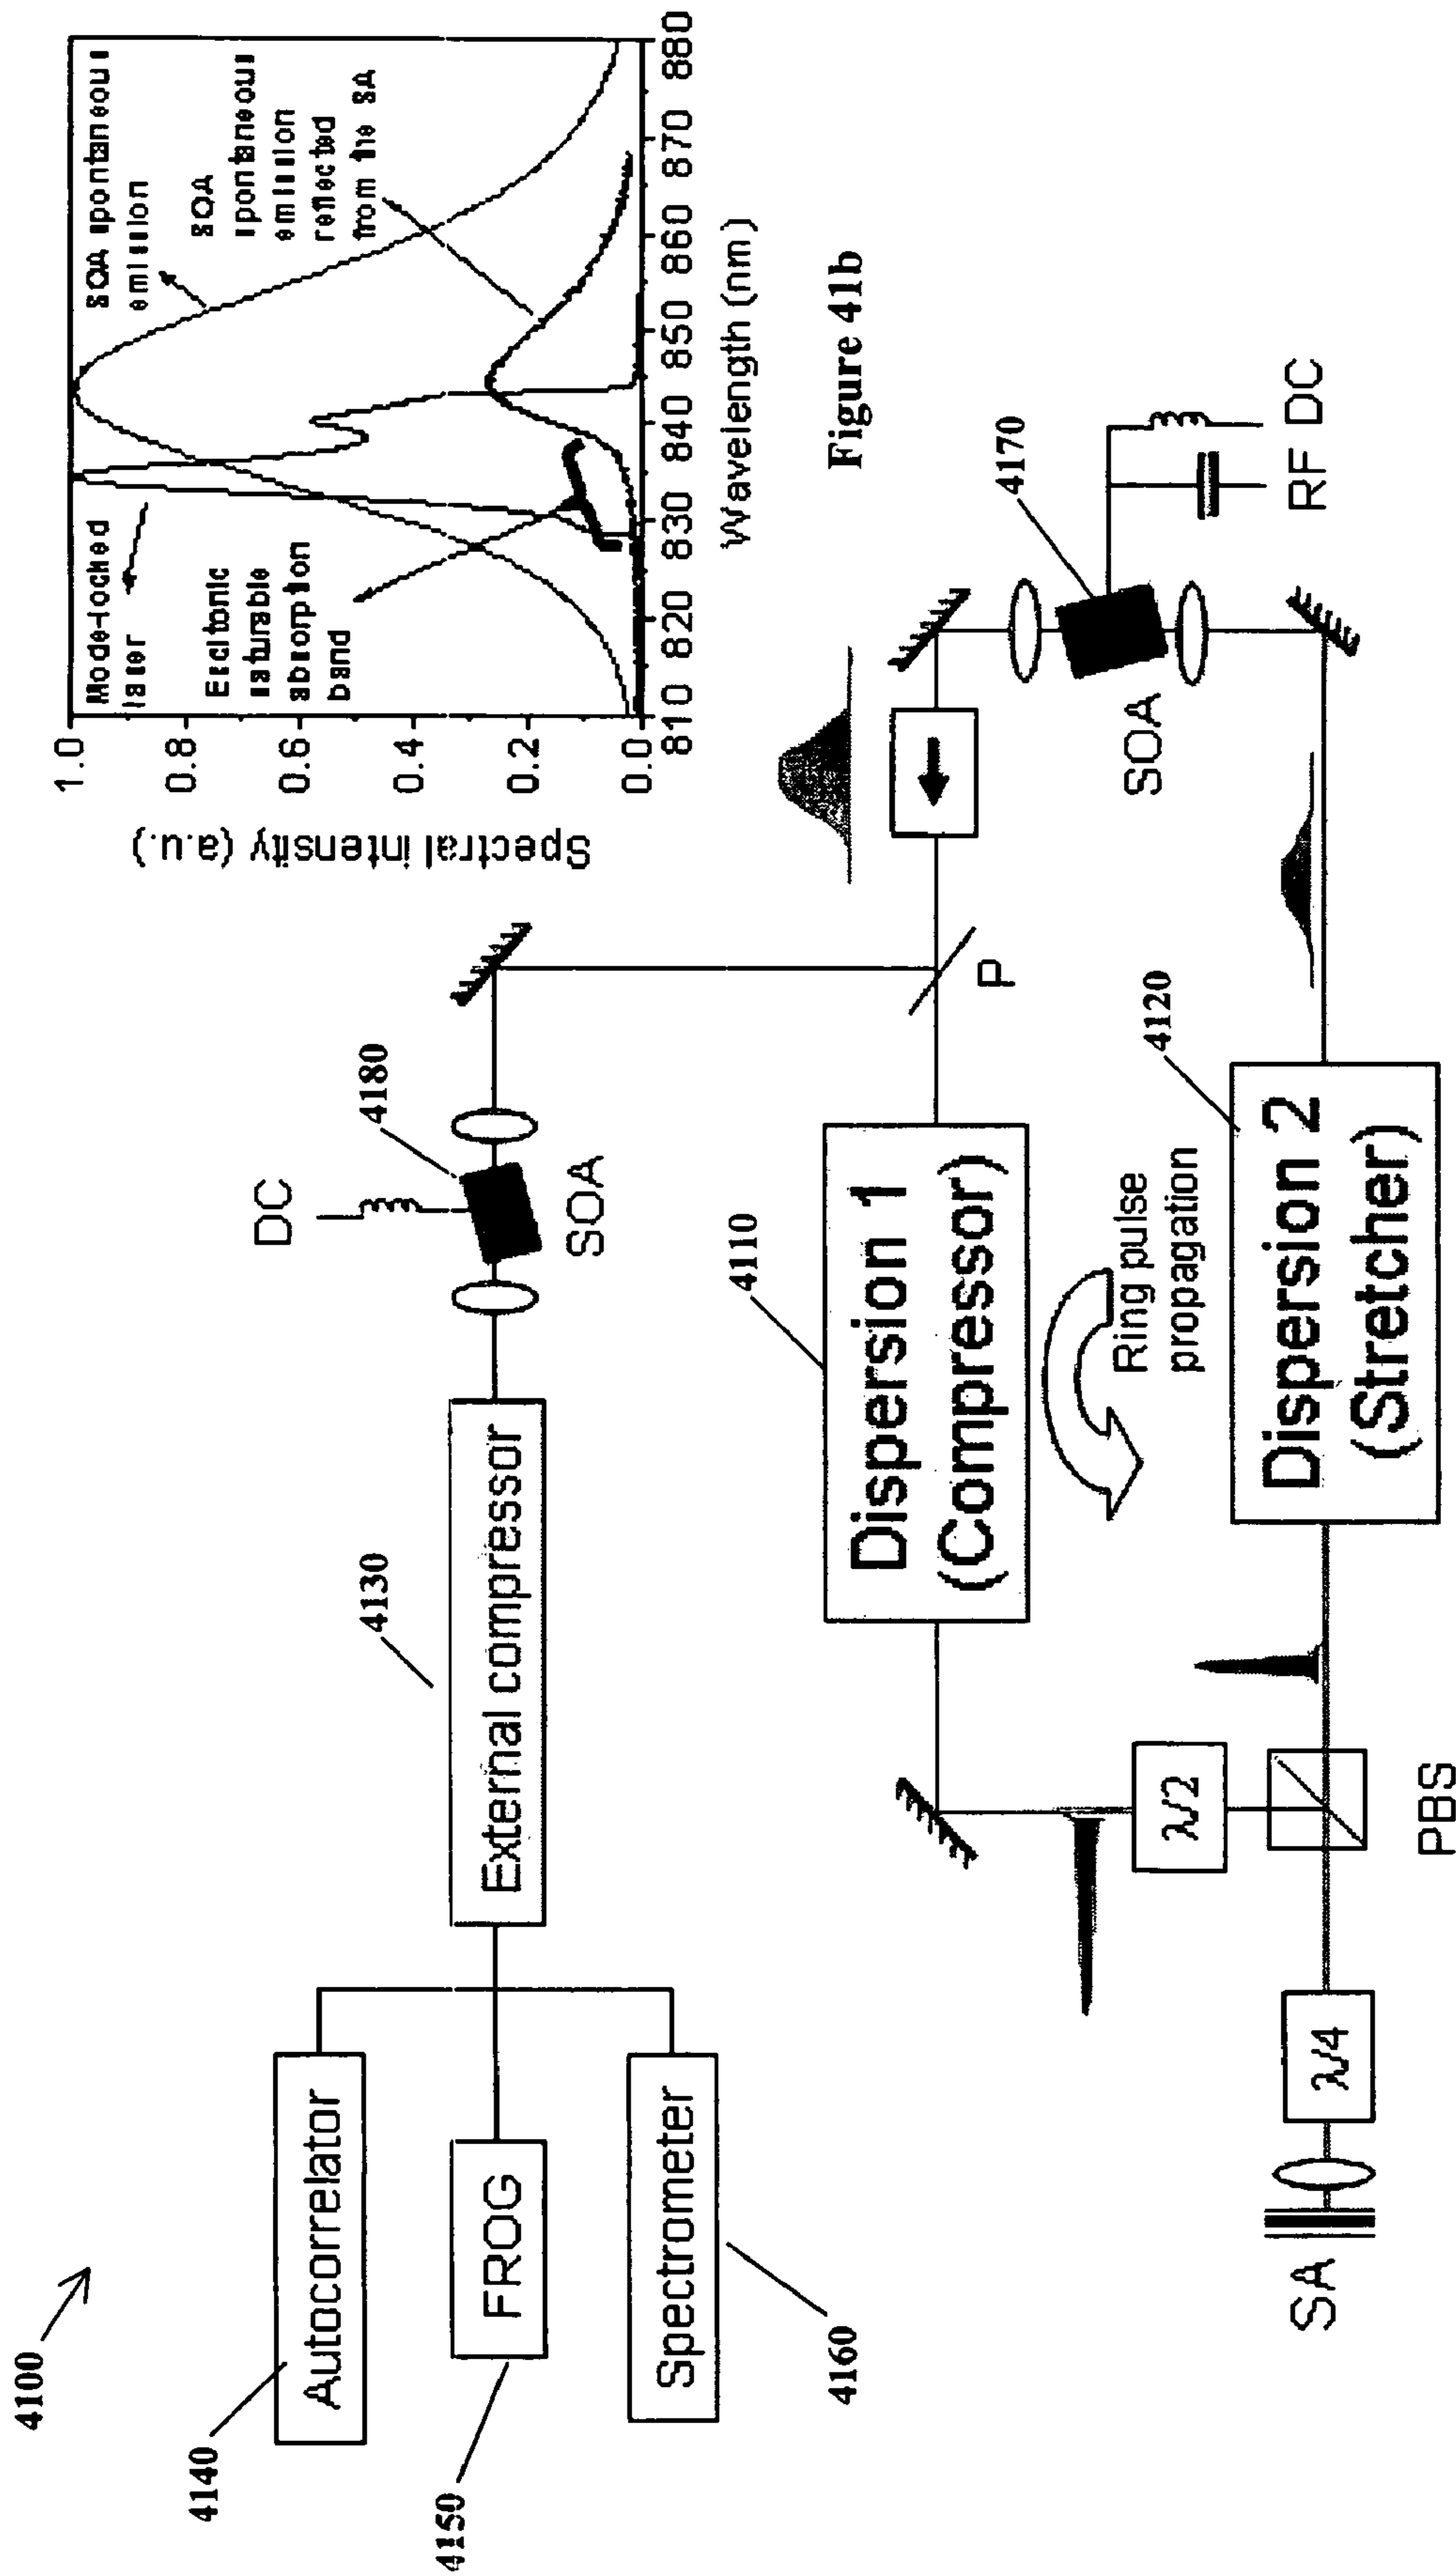 4100
4140
Autocorrelator
4150
FROG
Spectrometer
4160
4130
External compressor
DC
4180
SOA
P
4110
Dispersion 1
(Compressor)
Ring pulse
propagation
4120
Dispersion 2
(Stretcher)
λ/2
PBS
λ/4
SA
SOA
4170
RF DC
Figure 41b
Spectral intensity (a.u.)
1.0
0.8
0.6
0.4
0.2
0.0
810 820 830 840 850 860 870 880
Wavelength (nm)
Mode-locked
laser
Excitonic
saturable
absorption
band
SOA spontaneous
emission
SOA
spontaneous
emission
reflected
from the SA